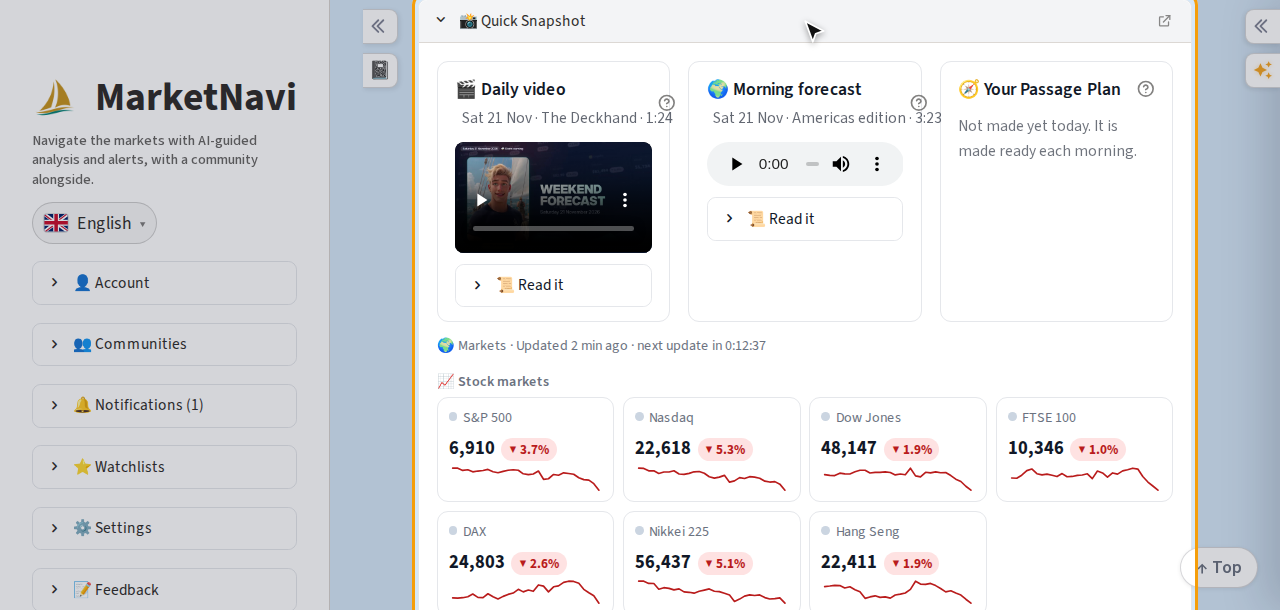 MarketNavi
Navigate the markets with AI-guided
analysis and alerts, with a community
alongside.
English
Account
Communities
Notifications (1)
Watchlists
Settings
Feedback
Quick Snapshot
Daily video
Sat 21 Nov · The Deckhand · 1:24
WEEKEND
FORECAST
Read it
Morning forecast
Sat 21 Nov · Americas edition · 3:23
0:00
Read it
Your Passage Plan
Not made yet today. It is
made ready each morning.
Markets · Updated 2 min ago · next update in 0:12:37
Stock markets
S&P 500
6,910 ▼ 3.7%
Nasdaq
22,618 ▼ 5.3%
Dow Jones
48,147 ▼ 1.9%
FTSE 100
10,346 ▼ 1.0%
DAX
24,803 ▼ 2.6%
Nikkei 225
56,437 ▼ 5.1%
Hang Seng
22,411 ▼ 1.9%
↑ Top